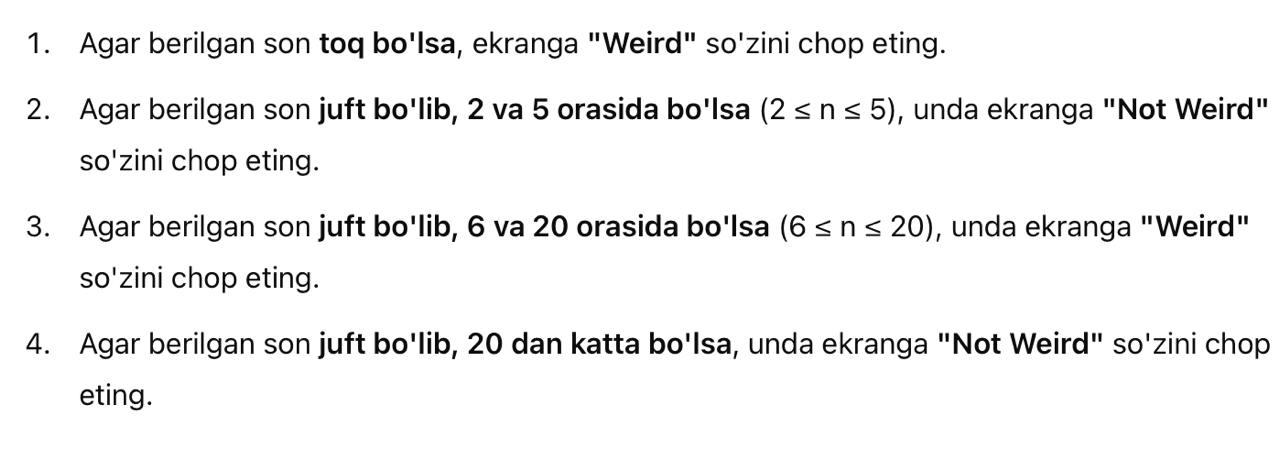 1. Agar berilgan son toq bo'lsa, ekranga "Weird" so'zini chop eting.
2. Agar berilgan son juft bo'lib, 2 va 5 orasida bo'lsa (2 ≤ n ≤ 5), unda ekranga "Not Weird"
so'zini chop eting.
3. Agar berilgan son juft bo'lib, 6 va 20 orasida bo'lsa (6 ≤ n ≤ 20), unda ekranga "Weird"
so'zini chop eting.
4. Agar berilgan son juft bo'lib, 20 dan katta bo'lsa, unda ekranga "Not Weird" so'zini chop
eting.